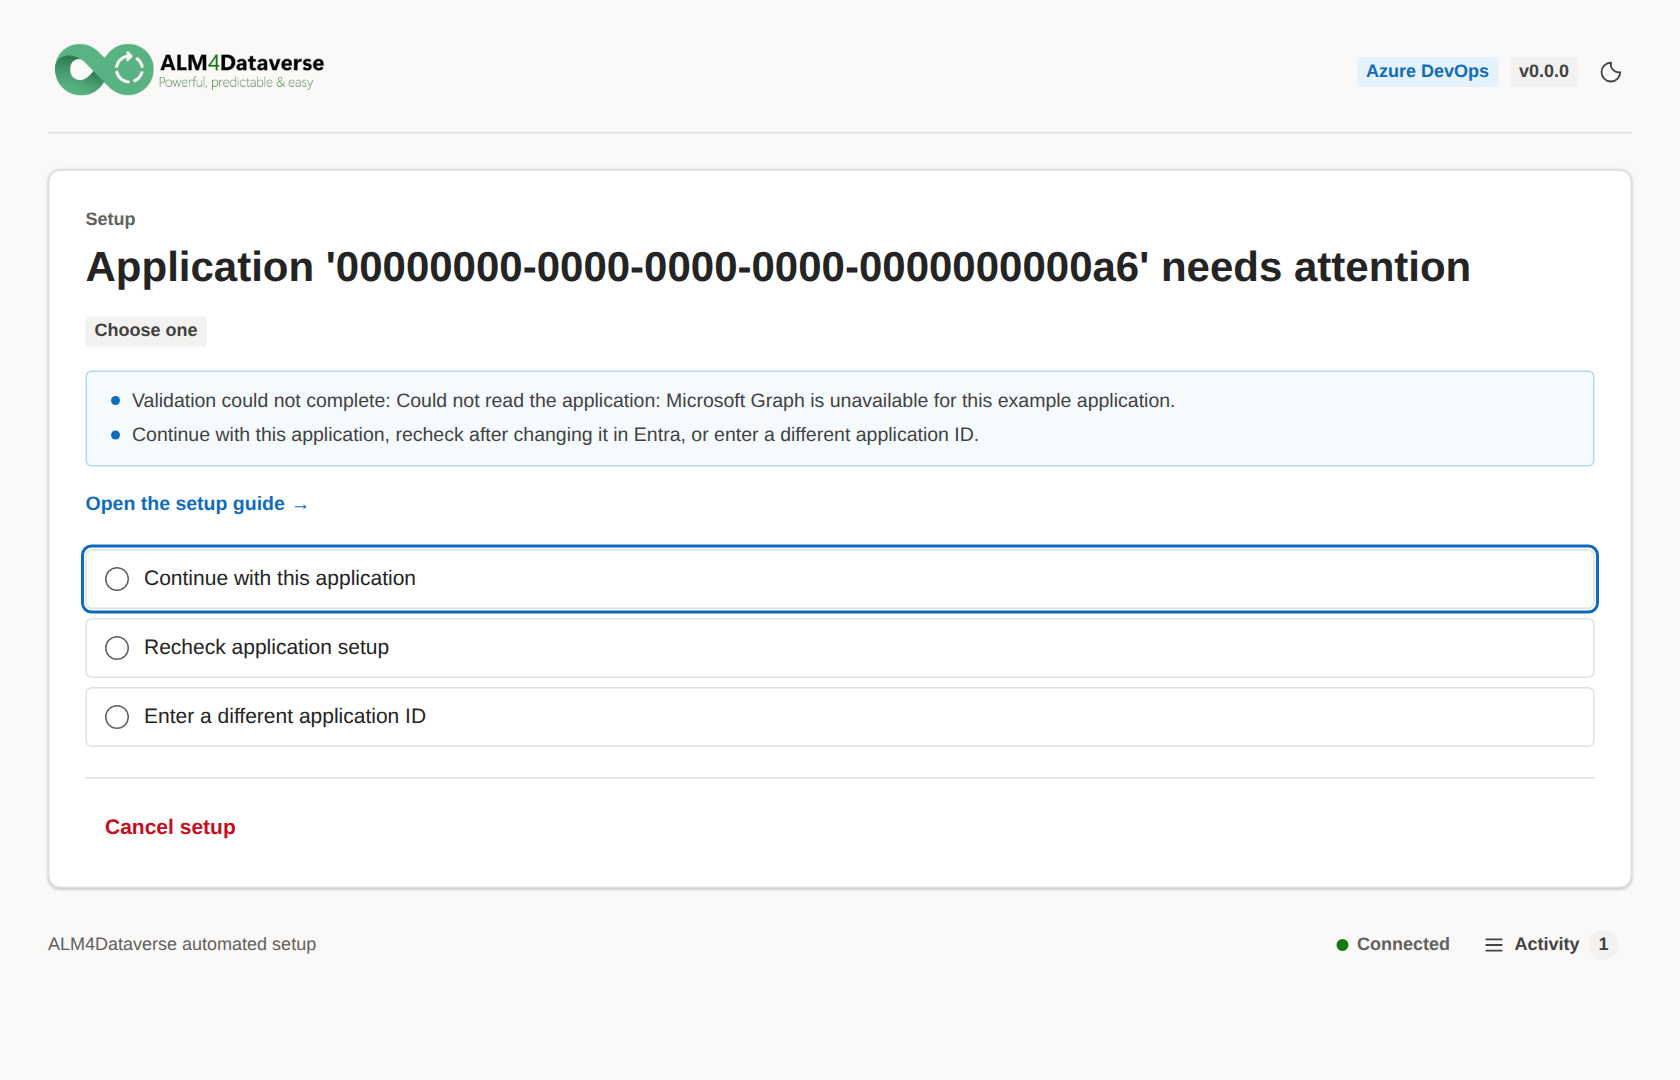 ALM4Dataverse
Powerful, predictable & easy
Azure DevOps
v0.0.0
Setup
Application '00000000-0000-0000-0000-0000000000a6' needs attention
Choose one
Validation could not complete: Could not read the application: Microsoft Graph is unavailable for this example application.
Continue with this application, recheck after changing it in Entra, or enter a different application ID.
Open the setup guide →
Continue with this application
Recheck application setup
Enter a different application ID
Cancel setup
ALM4Dataverse automated setup
Connected
Activity 1